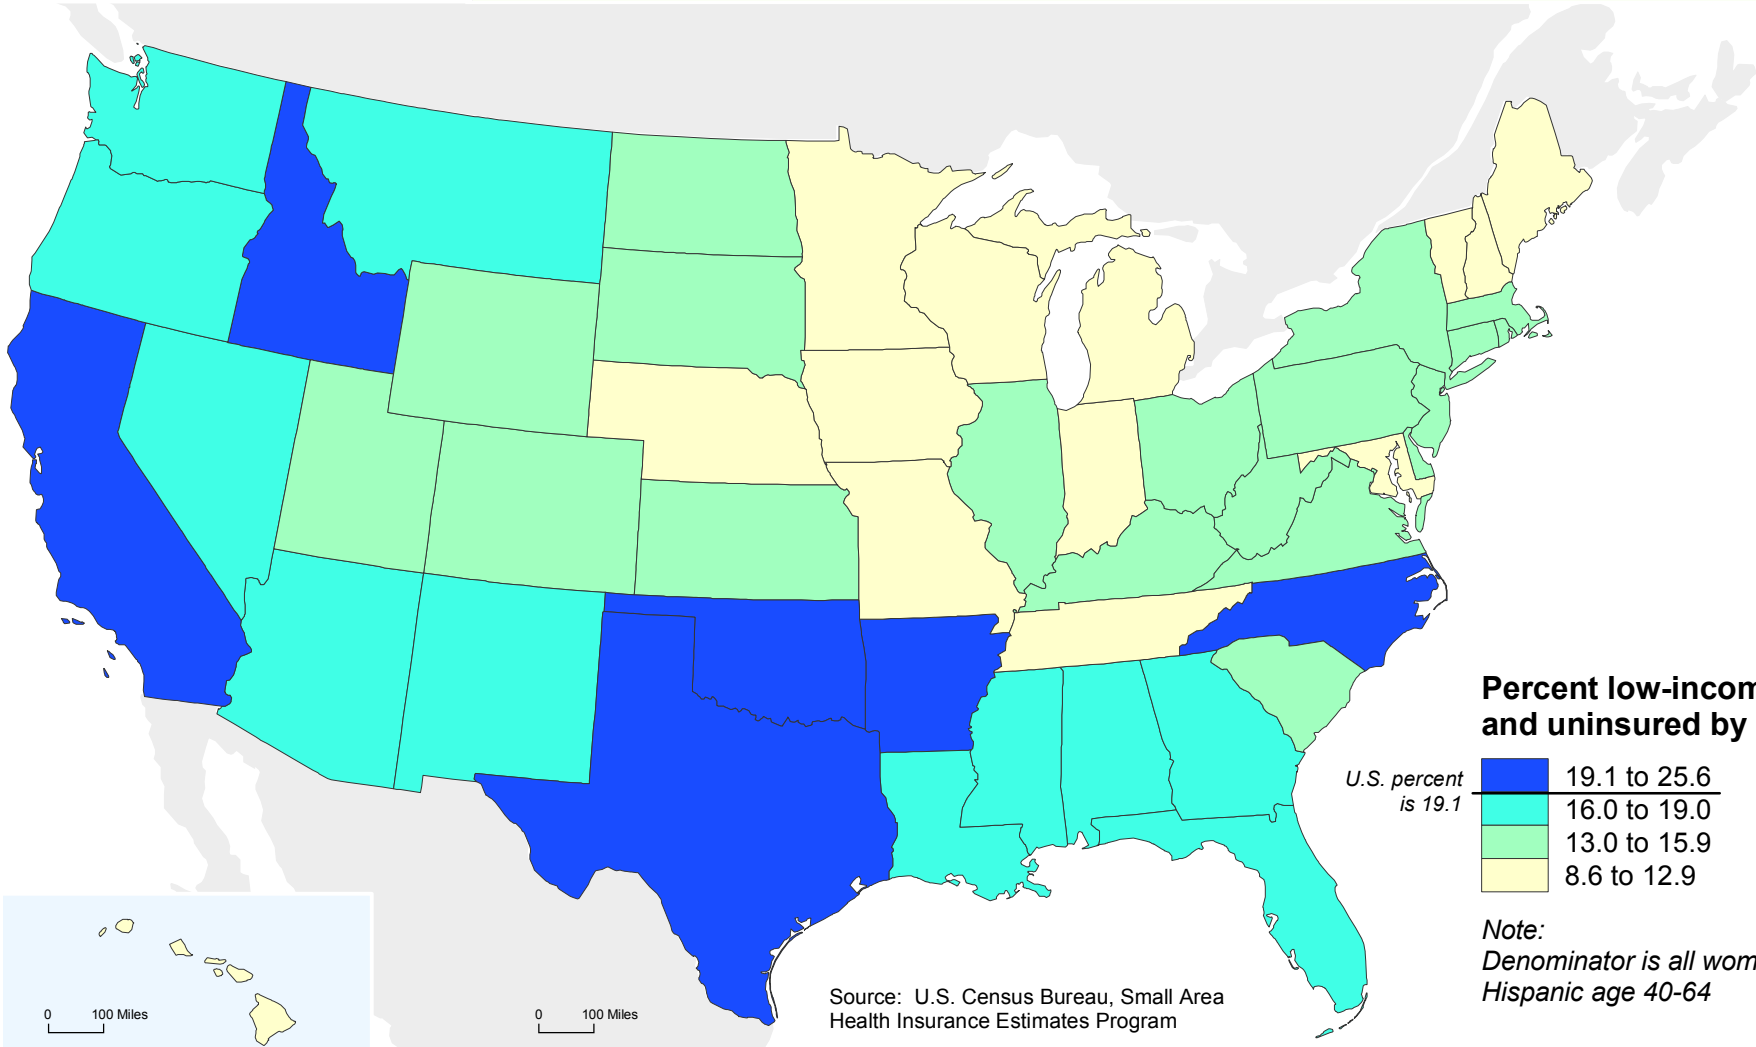 Percent low-incom
and uninsured by
U.S. percent
is 19.1
19.1 to 25.6
16.0 to 19.0
13.0 to 15.9
8.6 to 12.9
Note:
Denominator is all wom
Hispanic age 40-64
Source: U.S. Census Bureau, Small Area
Health Insurance Estimates Program
0 100 Miles
0 100 Miles